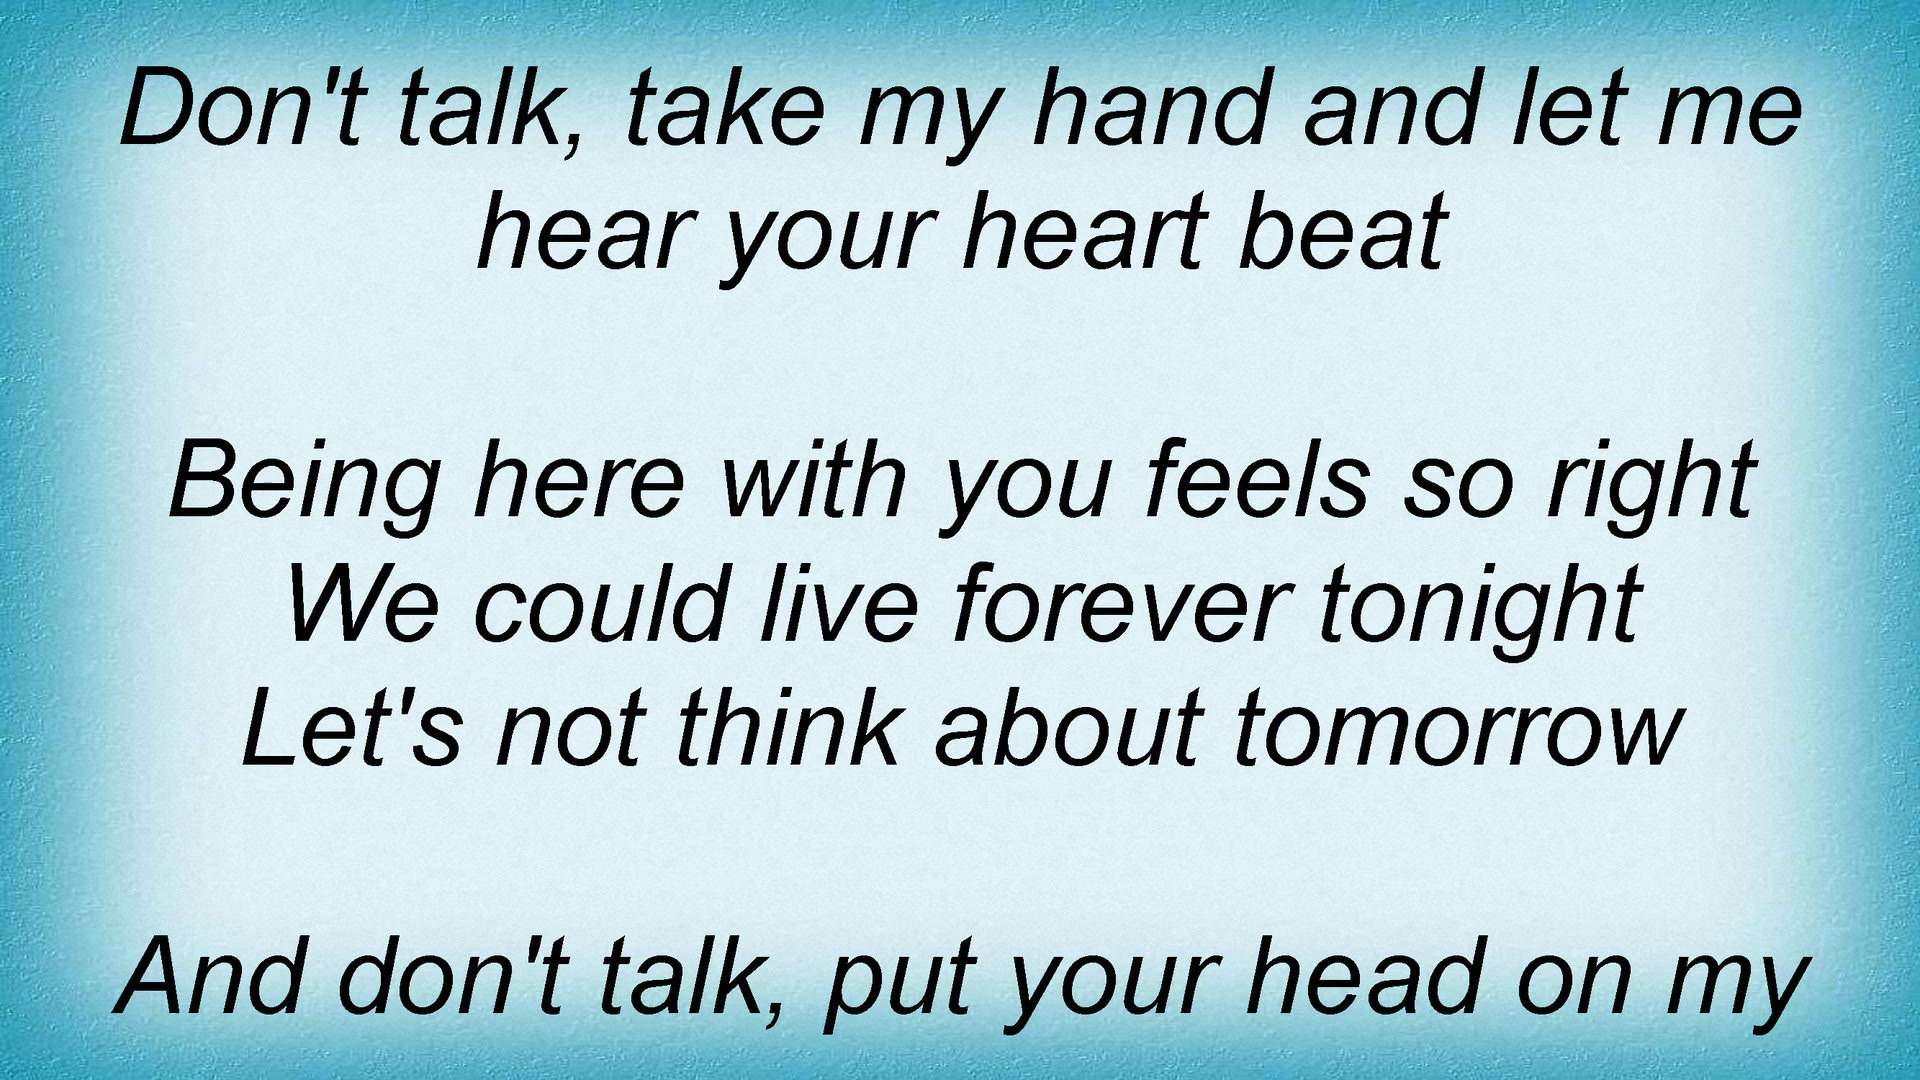 Don't talk, take my hand and let me
hear your heart beat
Being here with you feels so right
We could live forever tonight
Let's not think about tomorrow
And don't talk, put your head on my